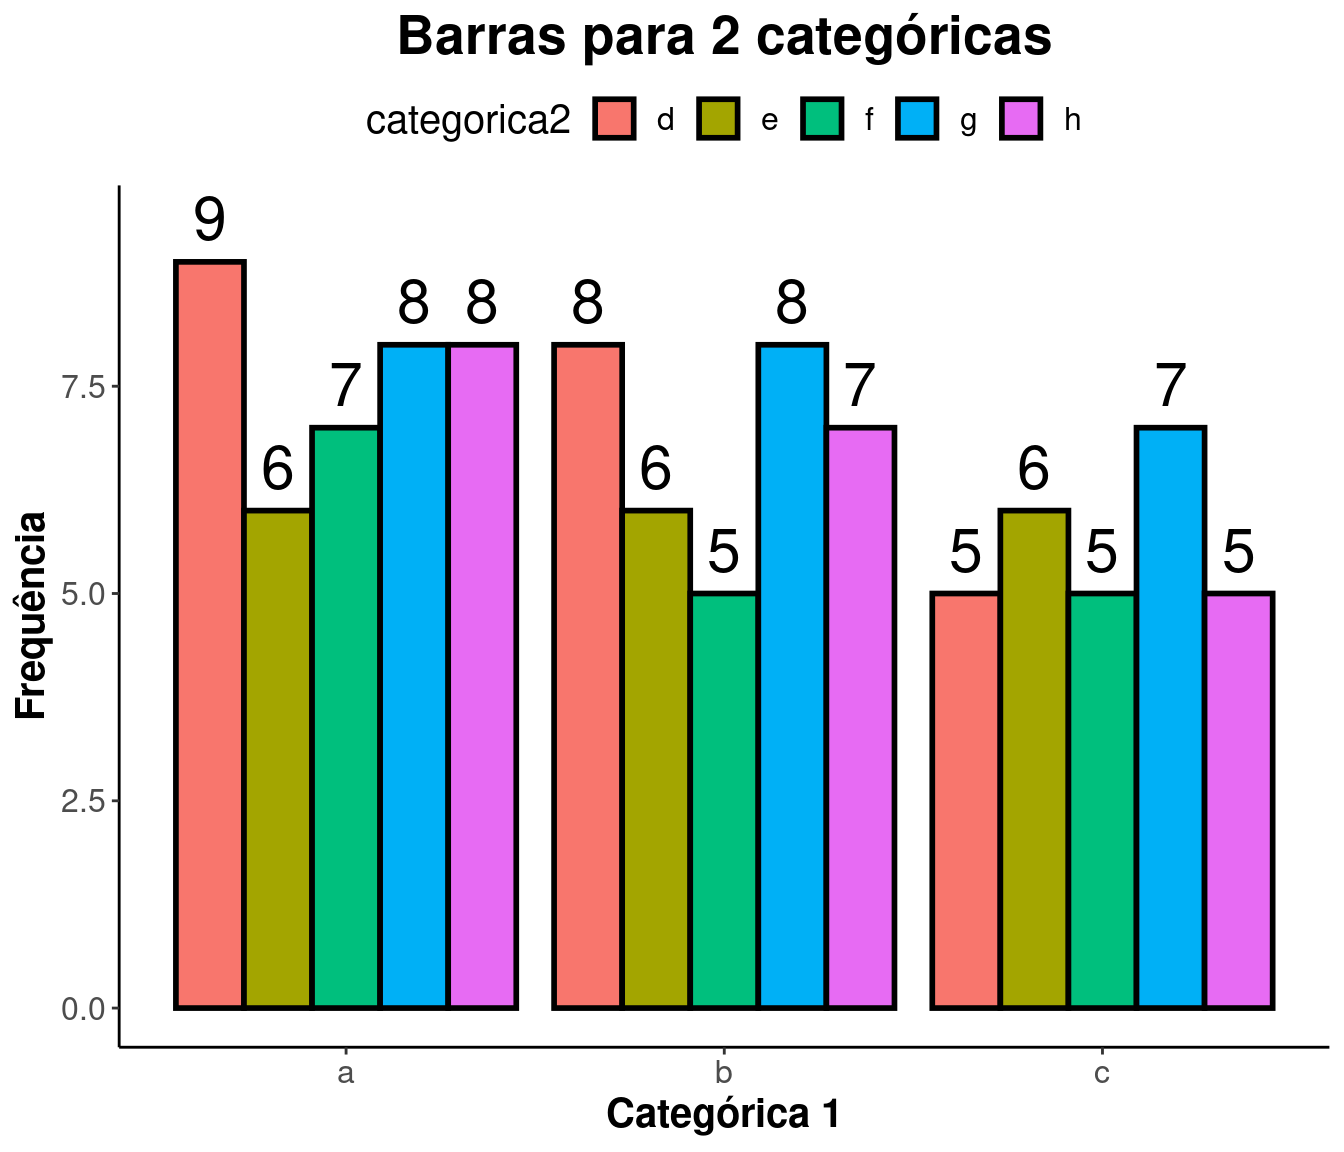 Barras para 2 categóricas
categorica2 d e f g h
9
8 8 8 8
7 7 7
6 6 6
5 5 5 5
7.5
5.0
2.5
0.0
Frequência
a b c
Categórica 1